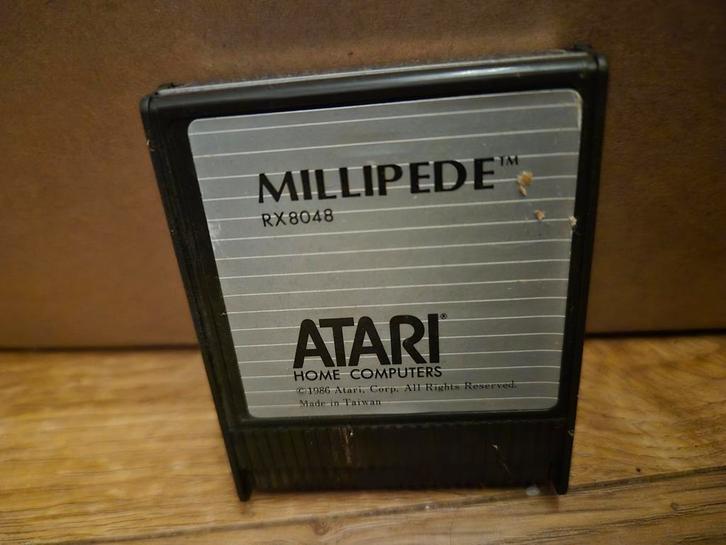 MILLIPEDE™
RX8048
ATARI®
HOME COMPUTERS
©1986 Atari, Corp. All Rights Reserved.
Made in Taiwan